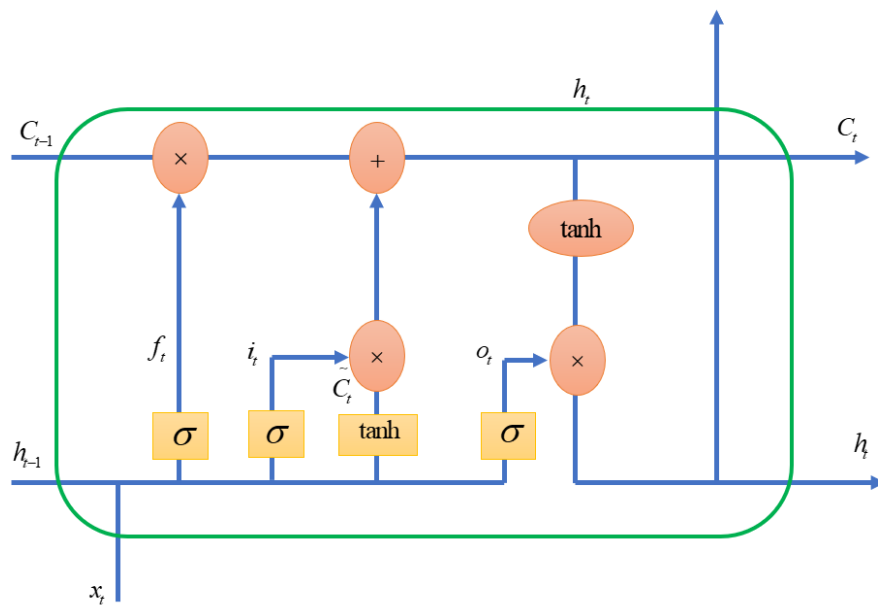 h_t
C_{t-1}
C_t
×
+
tanh
f_t
i_t
×
o_t
×
C̃_t
σ
σ
tanh
σ
h_{t-1}
h_t
x_t